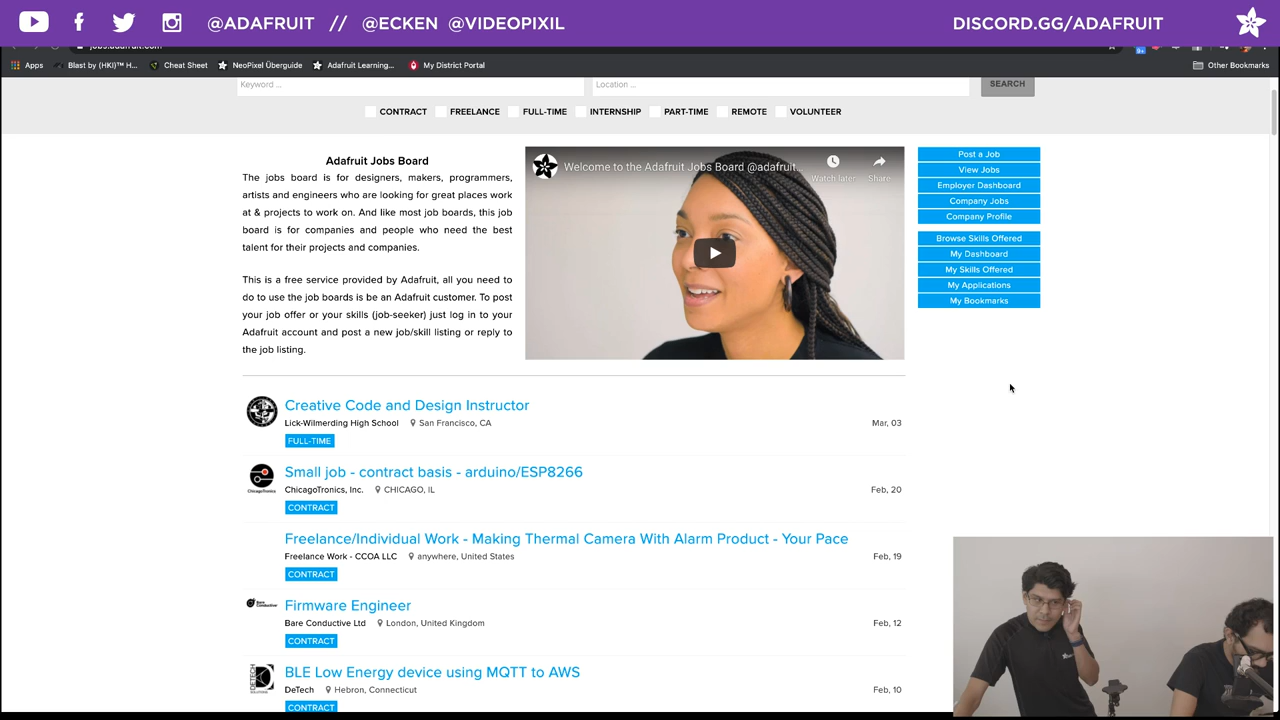 @ADAFRUIT // @ECKEN @VIDEOPIXIL
DISCORD.GG/ADAFRUIT
jobs.adafruit.com
Apps
Blast by (HKI)™ H...
Cheat Sheet
NeoPixel Überguide
Adafruit Learning...
My District Portal
Other Bookmarks
Keyword ...
Location ...
SEARCH
CONTRACT
FREELANCE
FULL-TIME
INTERNSHIP
PART-TIME
REMOTE
VOLUNTEER
Adafruit Jobs Board
The jobs board is for designers, makers, programmers,
artists and engineers who are looking for great places work
at & projects to work on. And like most job boards, this job
board is for companies and people who need the best
talent for their projects and companies.
This is a free service provided by Adafruit, all you need to
do to use the job boards is be an Adafruit customer. To post
your job offer or your skills (job-seeker) just log in to your
Adafruit account and post a new job/skill listing or reply to
the job listing.
Welcome to the Adafruit Jobs Board @adafruit...
Watch later
Share
Post a Job
View Jobs
Employer Dashboard
Company Jobs
Company Profile
Browse Skills Offered
My Dashboard
My Skills Offered
My Applications
My Bookmarks
Creative Code and Design Instructor
Lick-Wilmerding High School San Francisco, CA
Mar, 03
FULL-TIME
Small job - contract basis - arduino/ESP8266
ChicagoTronics
ChicagoTronics, Inc. CHICAGO, IL
Feb, 20
CONTRACT
Freelance/Individual Work - Making Thermal Camera With Alarm Product - Your Pace
Freelance Work - CCOA LLC anywhere, United States
Feb, 19
CONTRACT
Bare Conductive
Firmware Engineer
Bare Conductive Ltd London, United Kingdom
Feb, 12
CONTRACT
DETECH
BLE Low Energy device using MQTT to AWS
DeTech Hebron, Connecticut
Feb, 10
CONTRACT